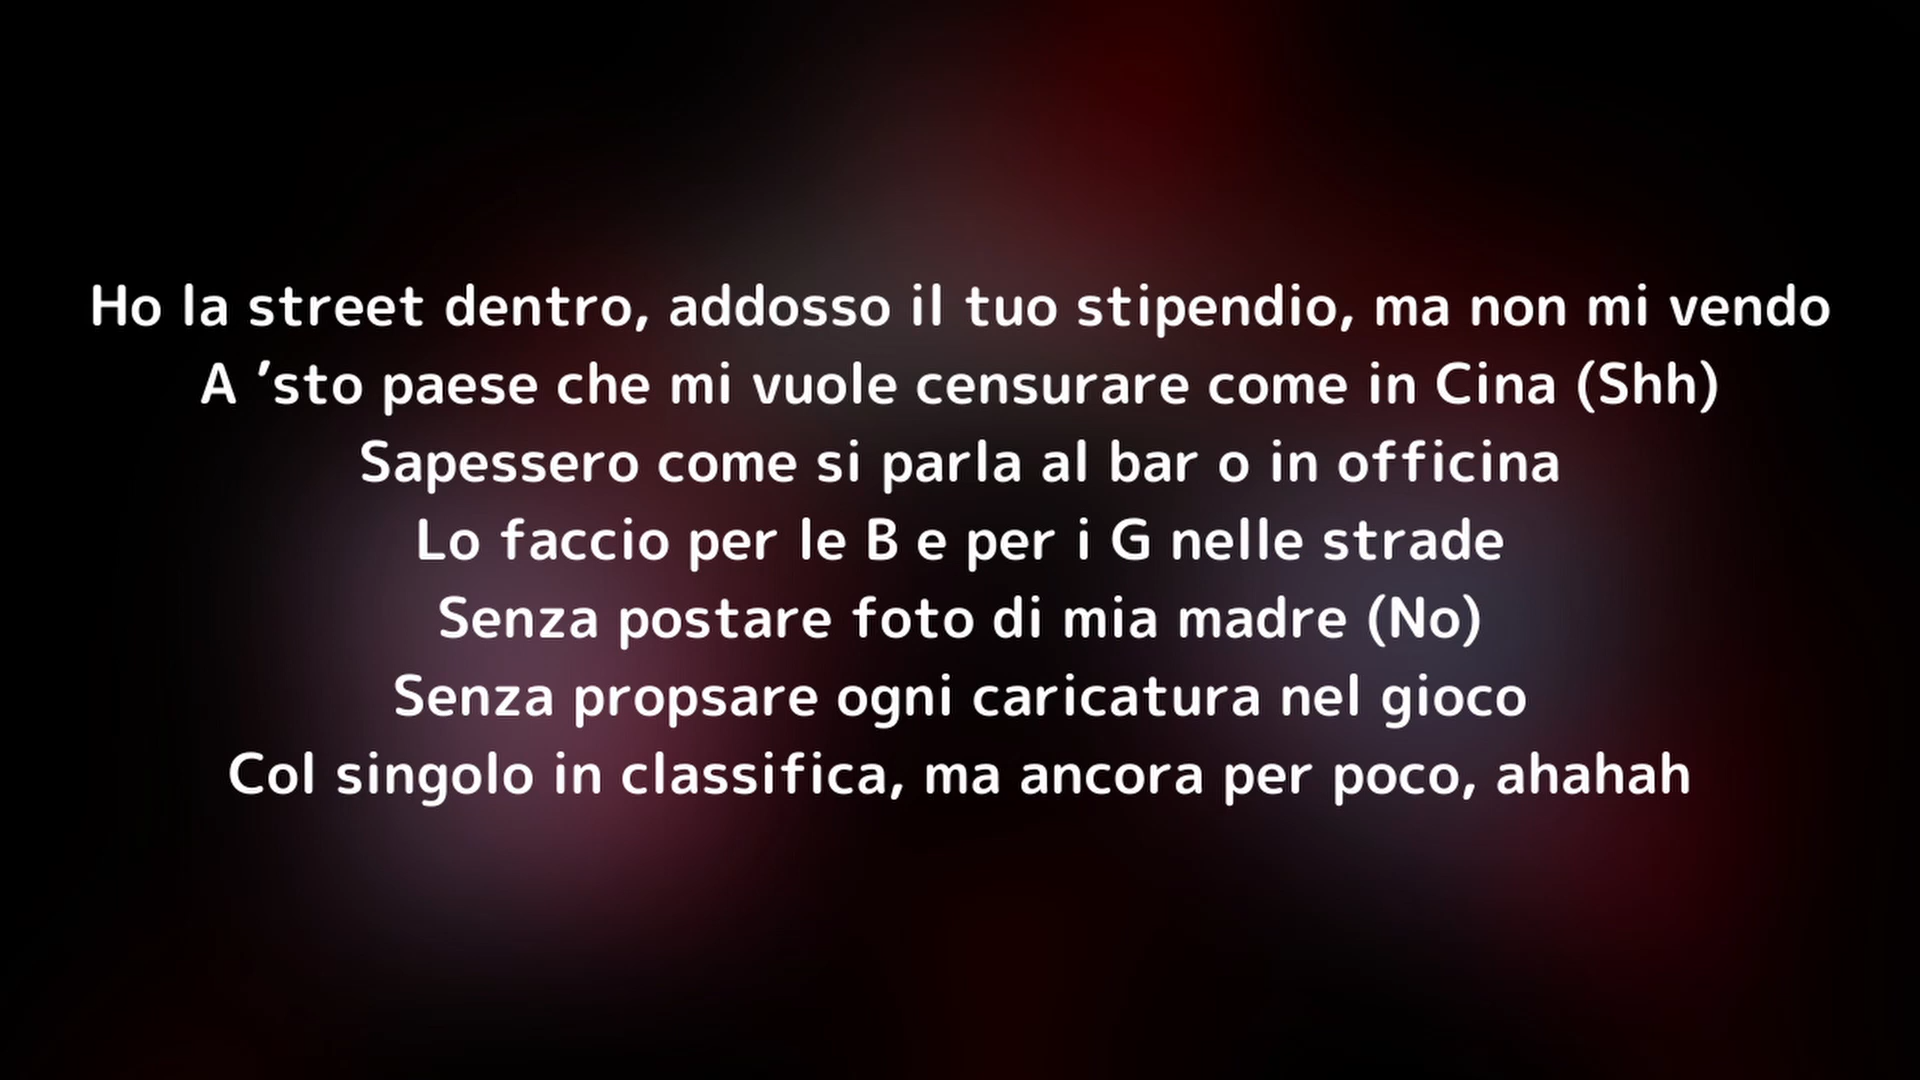 Ho la street dentro, addosso il tuo stipendio, ma non mi vendo
A ’sto paese che mi vuole censurare come in Cina (Shh)
Sapessero come si parla al bar o in officina
Lo faccio per le B e per i G nelle strade
Senza postare foto di mia madre (No)
Senza propsare ogni caricatura nel gioco
Col singolo in classifica, ma ancora per poco, ahahah